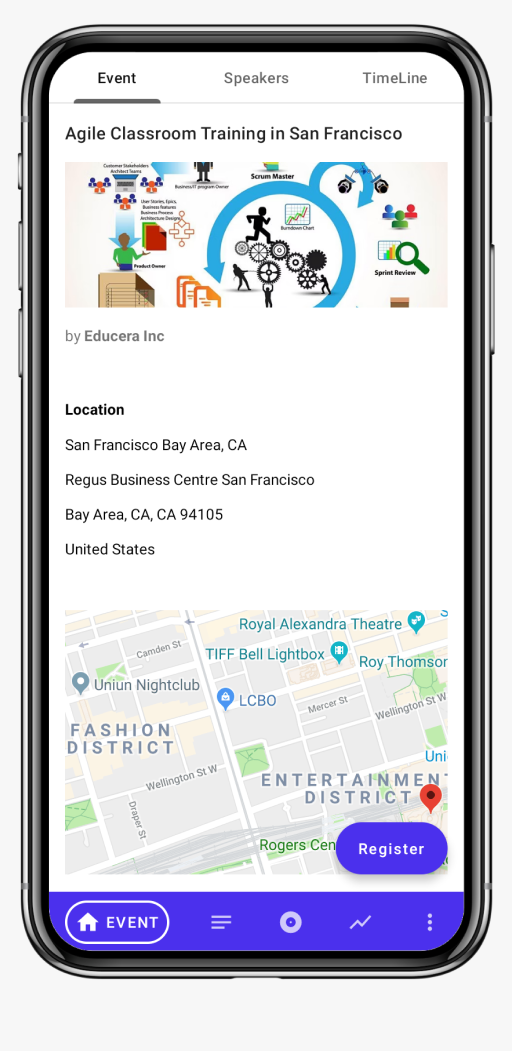 Event
Speakers
TimeLine
Agile Classroom Training in San Francisco
Customer Stakeholders
Architect Teams
Business/IT program Owner
Scrum Master
User Stories, Epics,
Business features
Business Process
Architecture Designs
Burndown Chart
Product Owner
Sprint Review
by Educera Inc
Location
San Francisco Bay Area, CA
Regus Business Centre San Francisco
Bay Area, CA, CA 94105
United States
Royal Alexandra Theatre
S
Camden St
TIFF Bell Lightbox
Roy Thomson
Uniun Nightclub
LCBO
Mercer St
Wellington St W
FASHION
DISTRICT
Uni
Wellington St W
ENTERTAINMENT
DISTRICT
Draper St
Rogers Cen
Register
EVENT